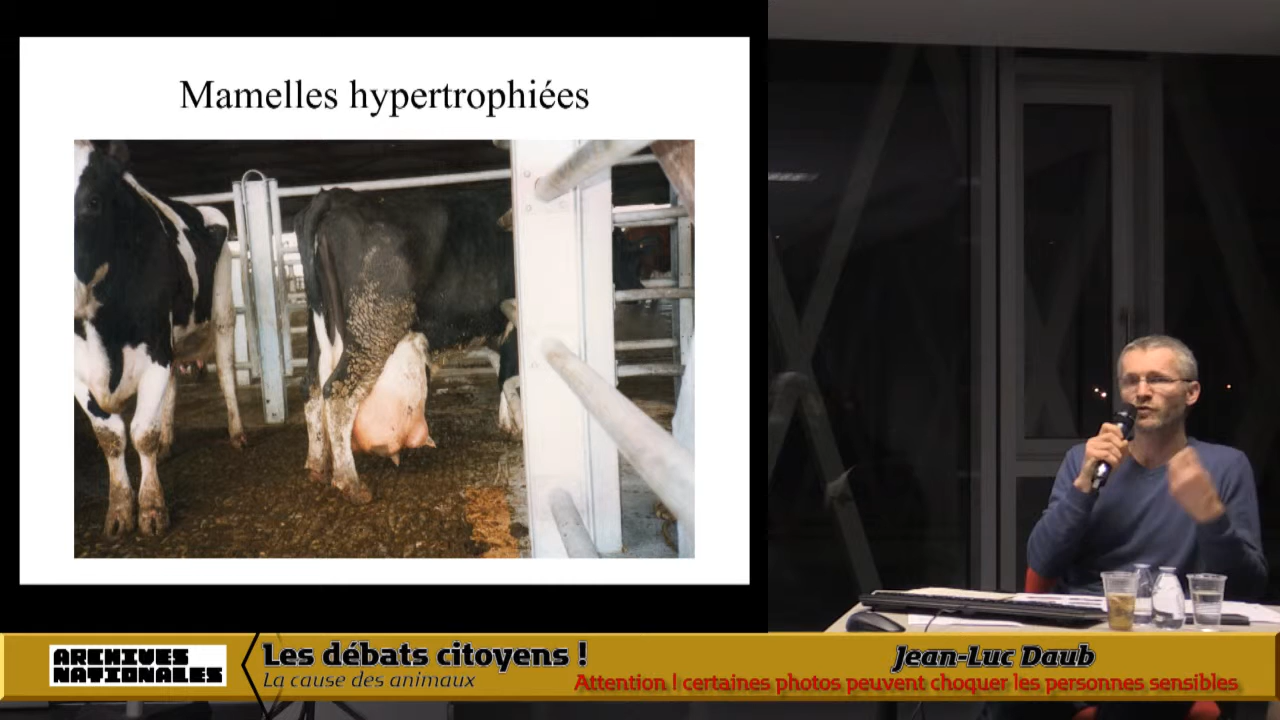 Mamelles hypertrophiées
ARCHIVES
NATIONALES
Les débats citoyens !
La cause des animaux
Jean-Luc Daub
Attention ! certaines photos peuvent choquer les personnes sensibles